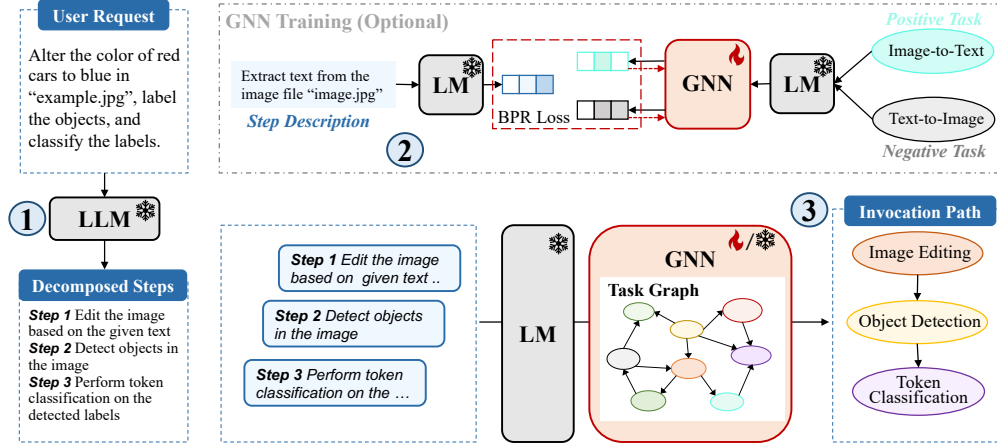 User Request
Alter the color of red
cars to blue in
“example.jpg”, label
the objects, and
classify the labels.
1
LLM
Decomposed Steps
Step 1 Edit the image
based on the given text
Step 2 Detect objects in
the image
Step 3 Perform token
classification on the
detected labels
GNN Training (Optional)
Extract text from the
image file “image.jpg”
Step Description
LM
BPR Loss
GNN
LM
Positive Task
Image-to-Text
Text-to-Image
Negative Task
2
Step 1 Edit the image
based on given text ..
Step 2 Detect objects
in the image
Step 3 Perform token
classification on the ...
LM
/
GNN
Task Graph
3
Invocation Path
Image Editing
Object Detection
Token
Classification